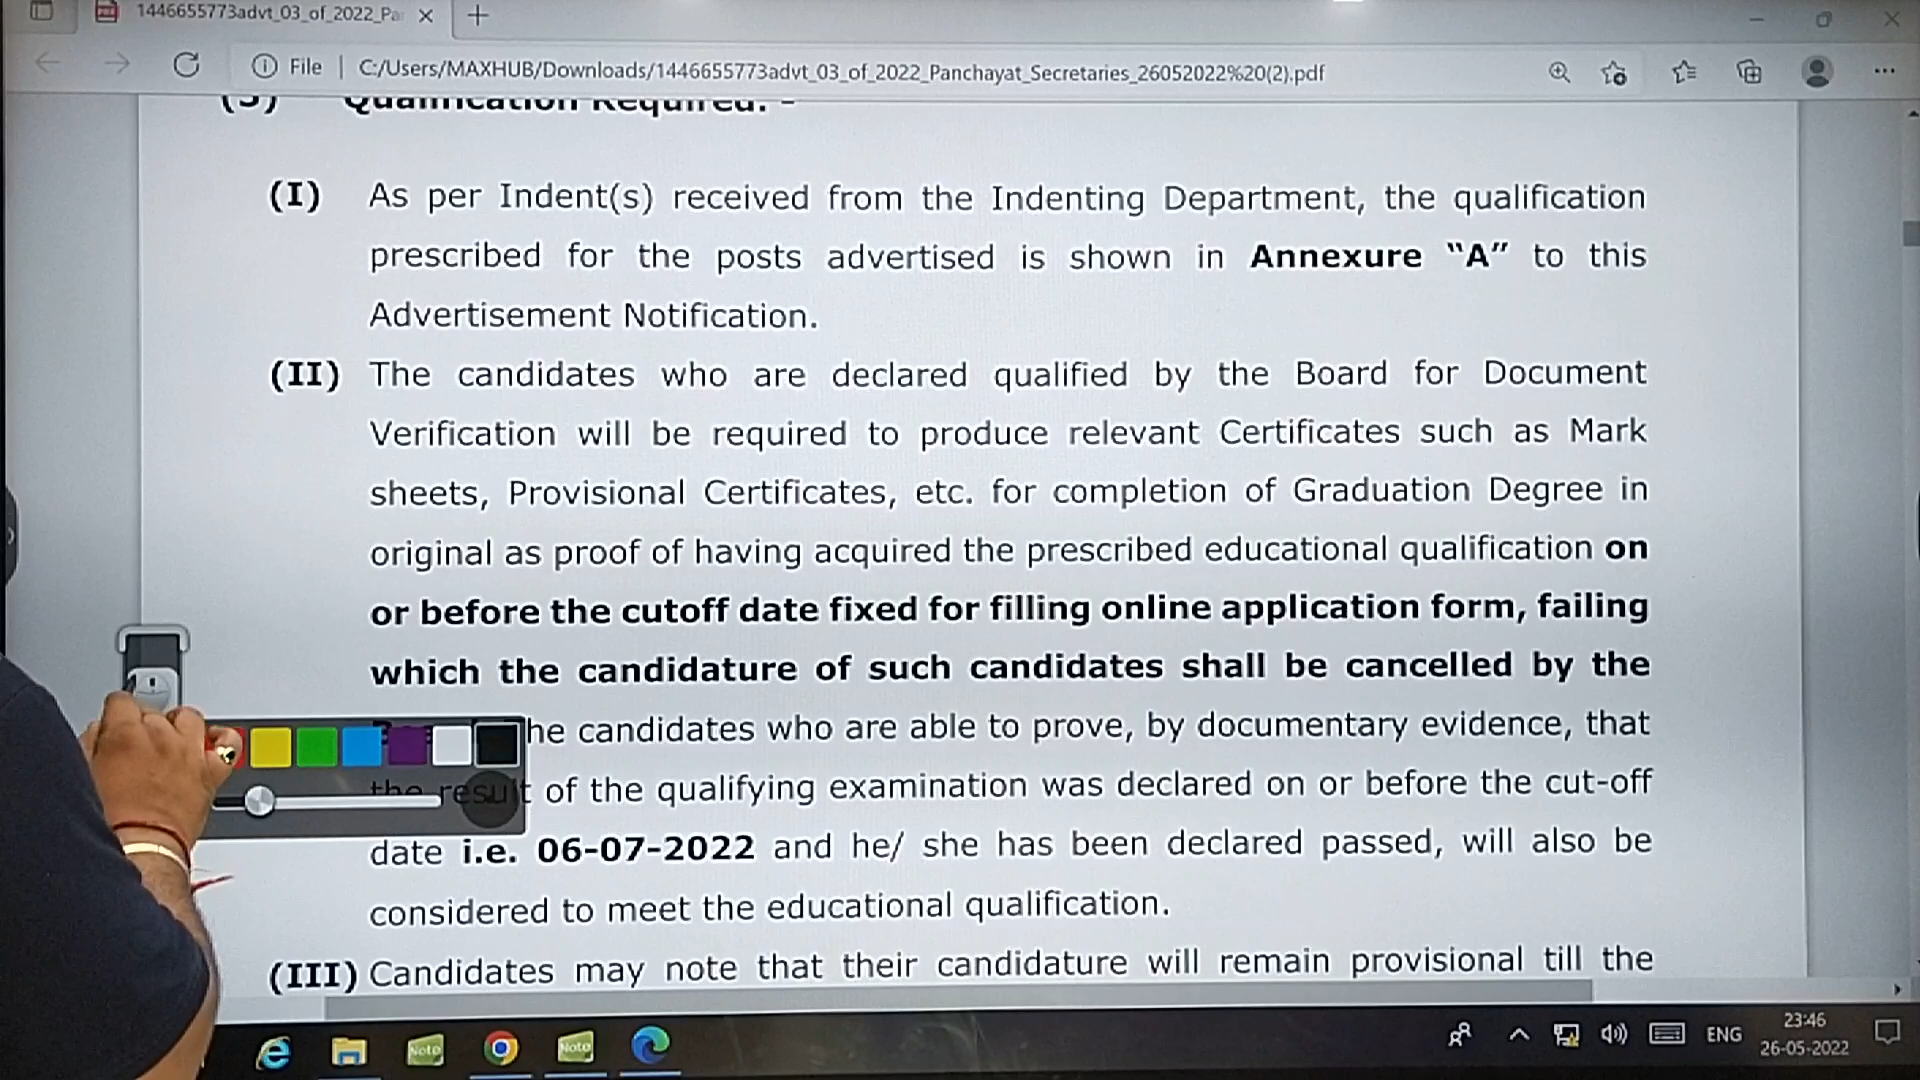 1446655773advt_03_of_2022_Pa
File | C:/Users/MAXHUB/Downloads/1446655773advt_03_of_2022_Panchayat_Secretaries_26052022%20(2).pdf
Qualification Required: -
(I) As per Indent(s) received from the Indenting Department, the qualification
prescribed for the posts advertised is shown in Annexure “A” to this
Advertisement Notification.
(II) The candidates who are declared qualified by the Board for Document
Verification will be required to produce relevant Certificates such as Mark
sheets, Provisional Certificates, etc. for completion of Graduation Degree in
original as proof of having acquired the prescribed educational qualification on
or before the cutoff date fixed for filling online application form, failing
which the candidature of such candidates shall be cancelled by the
he candidates who are able to prove, by documentary evidence, that
the result of the qualifying examination was declared on or before the cut-off
date i.e. 06-07-2022 and he/ she has been declared passed, will also be
considered to meet the educational qualification.
(III) Candidates may note that their candidature will remain provisional till the
Note
Note
ENG
23:46
26-05-2022